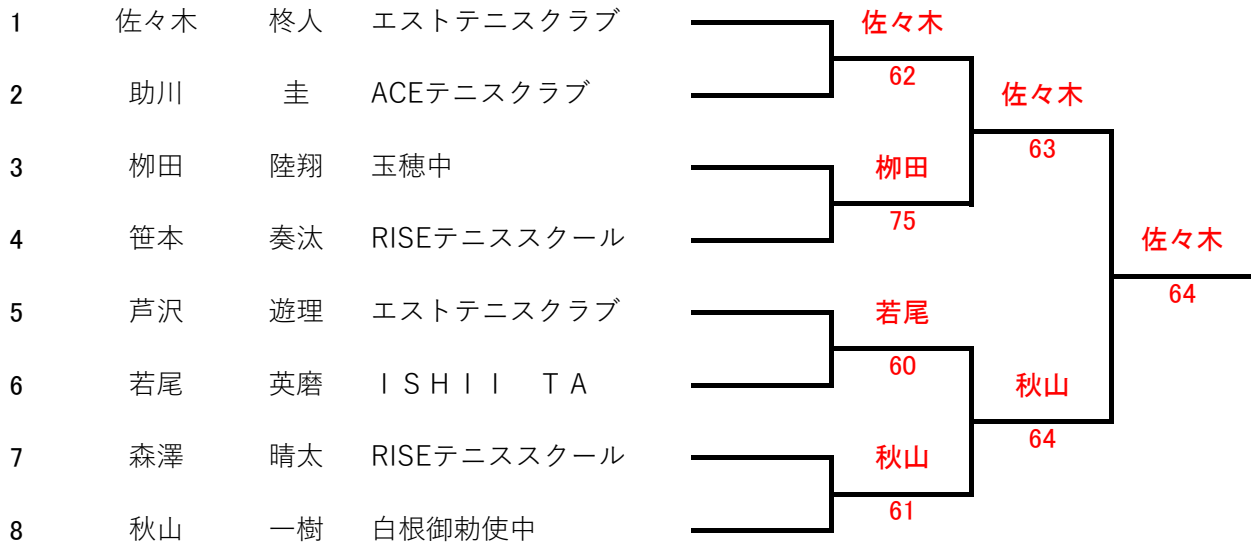 1 佐々木 柊人 エストテニスクラブ 佐々木
62
2 助川 圭 ACEテニスクラブ 佐々木
63
3 栁田 陸翔 玉穂中 栁田
75
4 笹本 奏汰 RISEテニススクール 佐々木
64
5 芦沢 遊理 エストテニスクラブ 若尾
60
6 若尾 英磨 ＩＳＨＩＩ　ＴＡ 秋山
64
7 森澤 晴太 RISEテニススクール 秋山
61
8 秋山 一樹 白根御勅使中